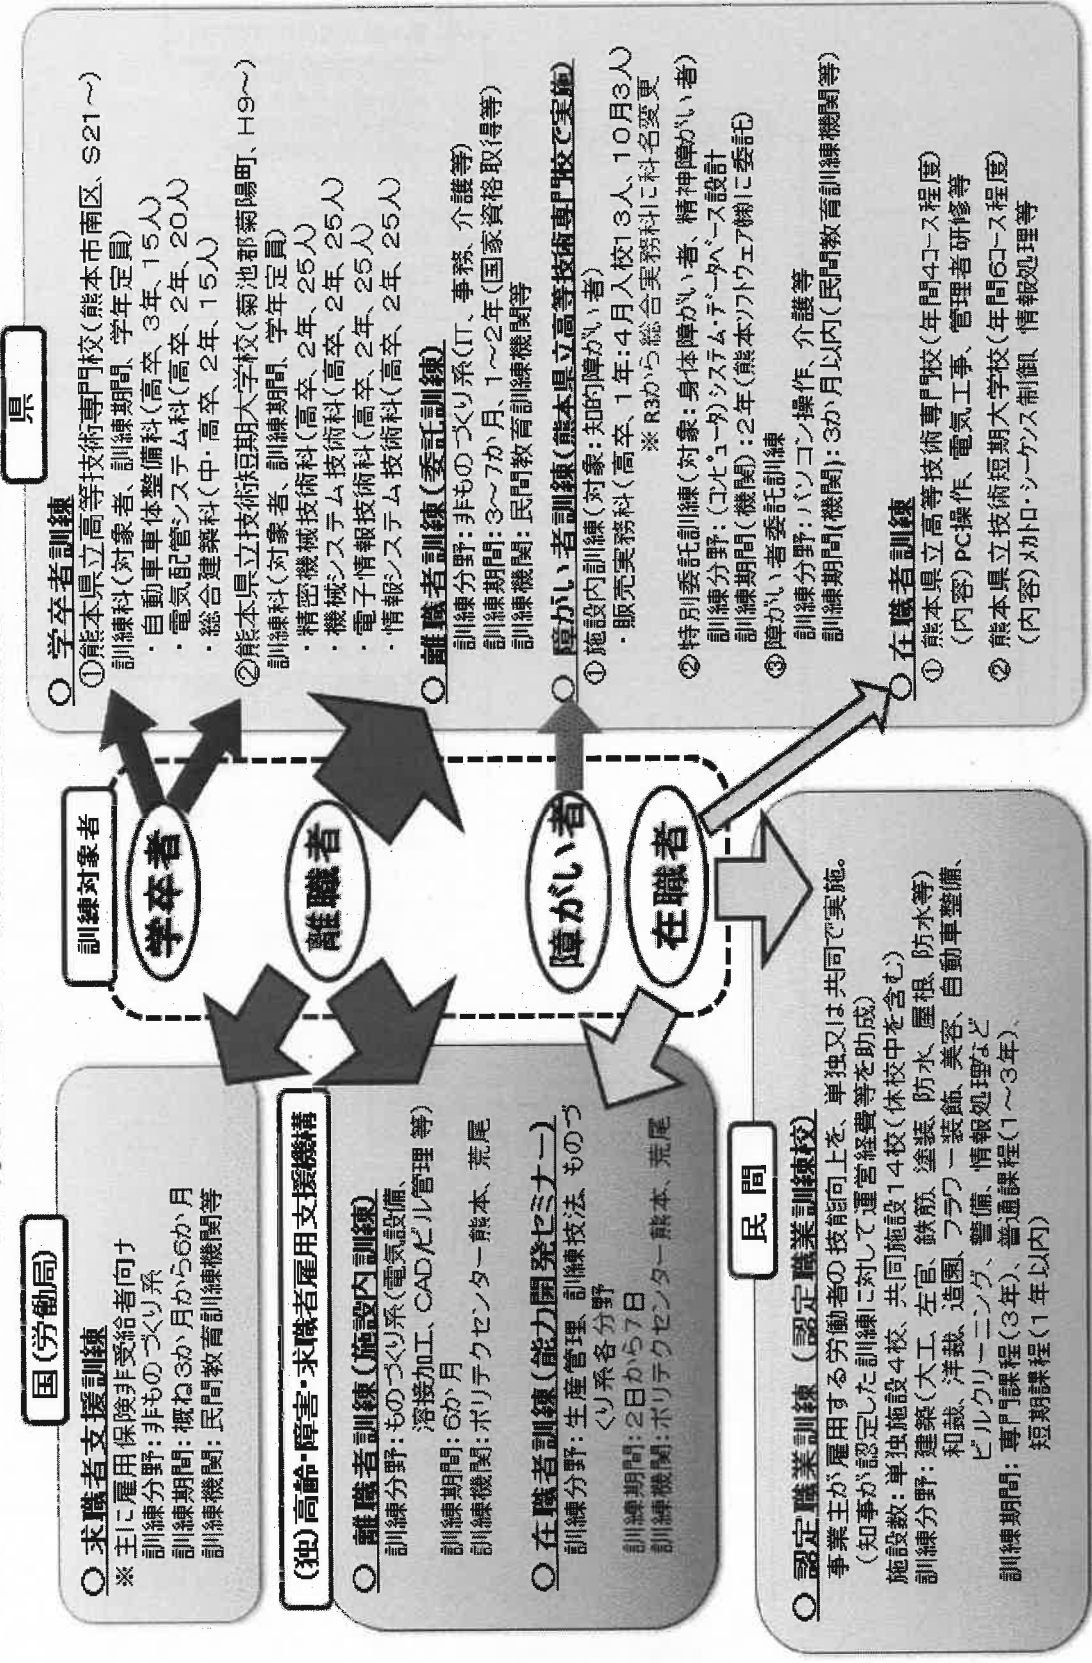 国(労働局)
○ 求職者支援訓練
※ 主に雇用保険非受給者向け
訓練分野：非ものづくり系
訓練期間：概ね3か月から6か月
訓練機関：民間教育訓練機関等
(独)高齢・障害・求職者雇用支援機構
○ 離職者訓練(施設内訓練)
訓練分野：ものづくり系(電気設備、
溶接加工、CAD/ビル管理 等)
訓練期間：6か月
訓練機関：ポリテクセンター熊本、荒尾
○ 在職者訓練(能力開発セミナー)
訓練分野：生産管理、訓練技法、ものづ
くり系各分野
訓練期間：2日から7日
訓練機関：ポリテクセンター熊本、荒尾
訓練対象者
学卒者
離職者
障がい者
在職者
県
○ 学卒者訓練
①熊本県立高等技術専門校(熊本市南区、S21～)
訓練科(対象者、訓練期間、学年定員)
・自動車車体整備科(高卒、3年、15人)
・電気配管システム科(高卒、2年、20人)
・総合建築科(中・高卒、2年、15人)
②熊本県立技術短期大学校(菊池郡菊陽町、H9～)
訓練科(対象者、訓練期間、学年定員)
・精密機械技術科(高卒、2年、25人)
・機械システム技術科(高卒、2年、25人)
・電子情報技術科(高卒、2年、25人)
・情報システム技術科(高卒、2年、25人)
○ 離職者訓練(委託訓練)
訓練分野：非ものづくり系(IT、事務、介護等)
訓練期間：3～7か月、1～2年(国家資格取得等)
訓練機関：民間教育訓練機関等
○ 障がい者訓練(熊本県立高等技術専門校で実施)
①施設内訓練(対象：知的障がい者)
・販売実務科(高卒、1年：4月入校13人、10月3人)
※ R3から総合実務科に科名変更
②特別委託訓練(対象：身体障がい者、精神障がい者)
訓練分野：(コンピュータ)システム・データベース設計
訓練期間(機関)：2年(熊本ソフトウェア㈱に委託)
③障がい者委託訓練
訓練分野：パソコン操作、介護等
訓練期間(機関)：3か月以内(民間教育訓練機関等)
○ 在職者訓練
① 熊本県立高等技術専門校(年間4コース程度)
(内容)PC操作、電気工事、管理者研修等
② 熊本県立技術短期大学校(年間6コース程度)
(内容)メカトロ・シーケンス制御、情報処理等
民 間
○ 認定職業訓練(認定職業訓練校)
事業主が雇用する労働者の技能向上を、単独又は共同で実施。
(知事が認定した訓練に対して運営経費等を助成)
施設数：単独施設4校、共同施設14校(休校中を含む)
訓練分野：建築(大工、左官、鉄筋、塗装、防水、屋根、防水等)
和裁、洋裁、造園、フラワー装飾、美容、自動車整備、
ビルクリーニング、警備、情報処理など
訓練期間：専門課程(3年)、普通課程(1～3年)、
短期課程(1年以内)